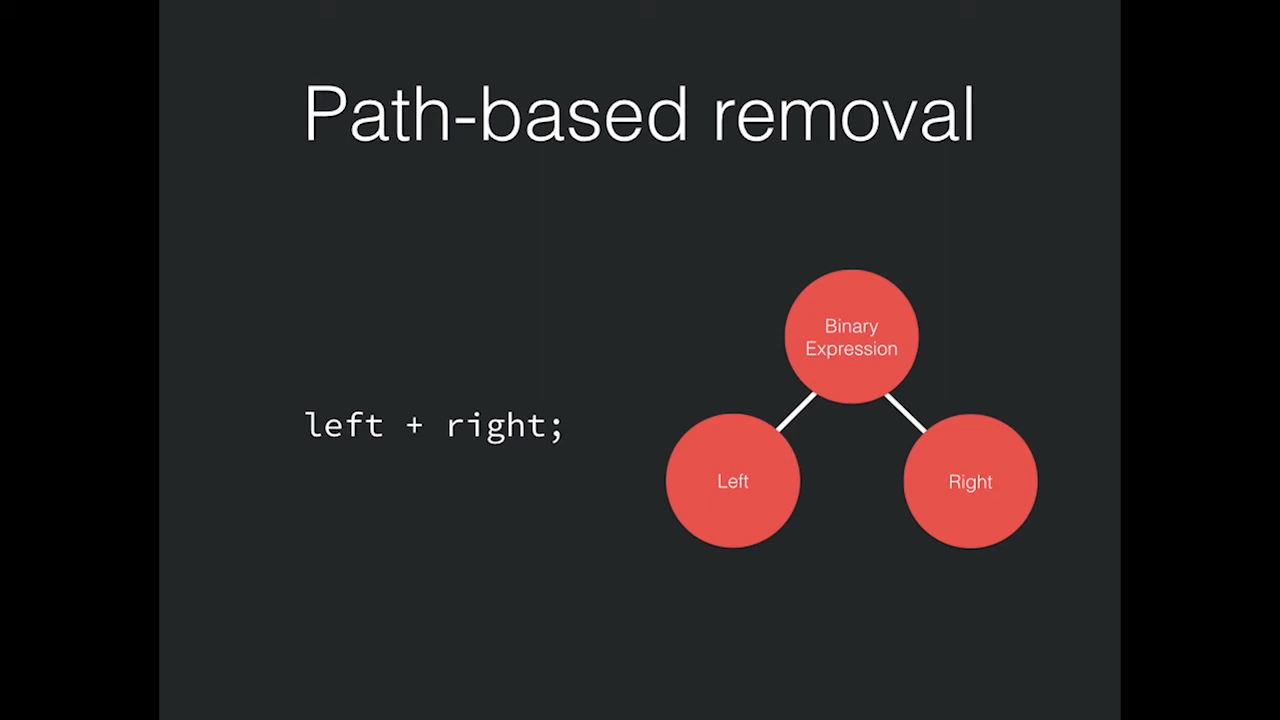 Path-based removal
left + right;
Binary
Expression
Left
Right